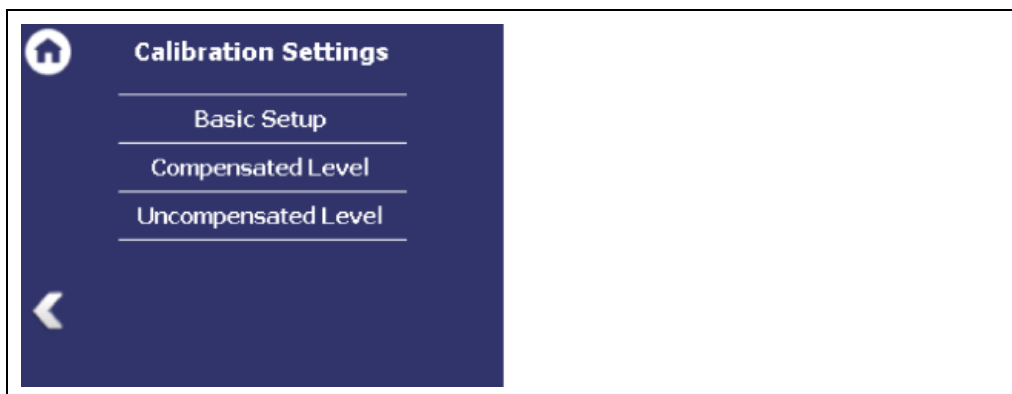 Calibration Settings
Basic Setup
Compensated Level
Uncompensated Level